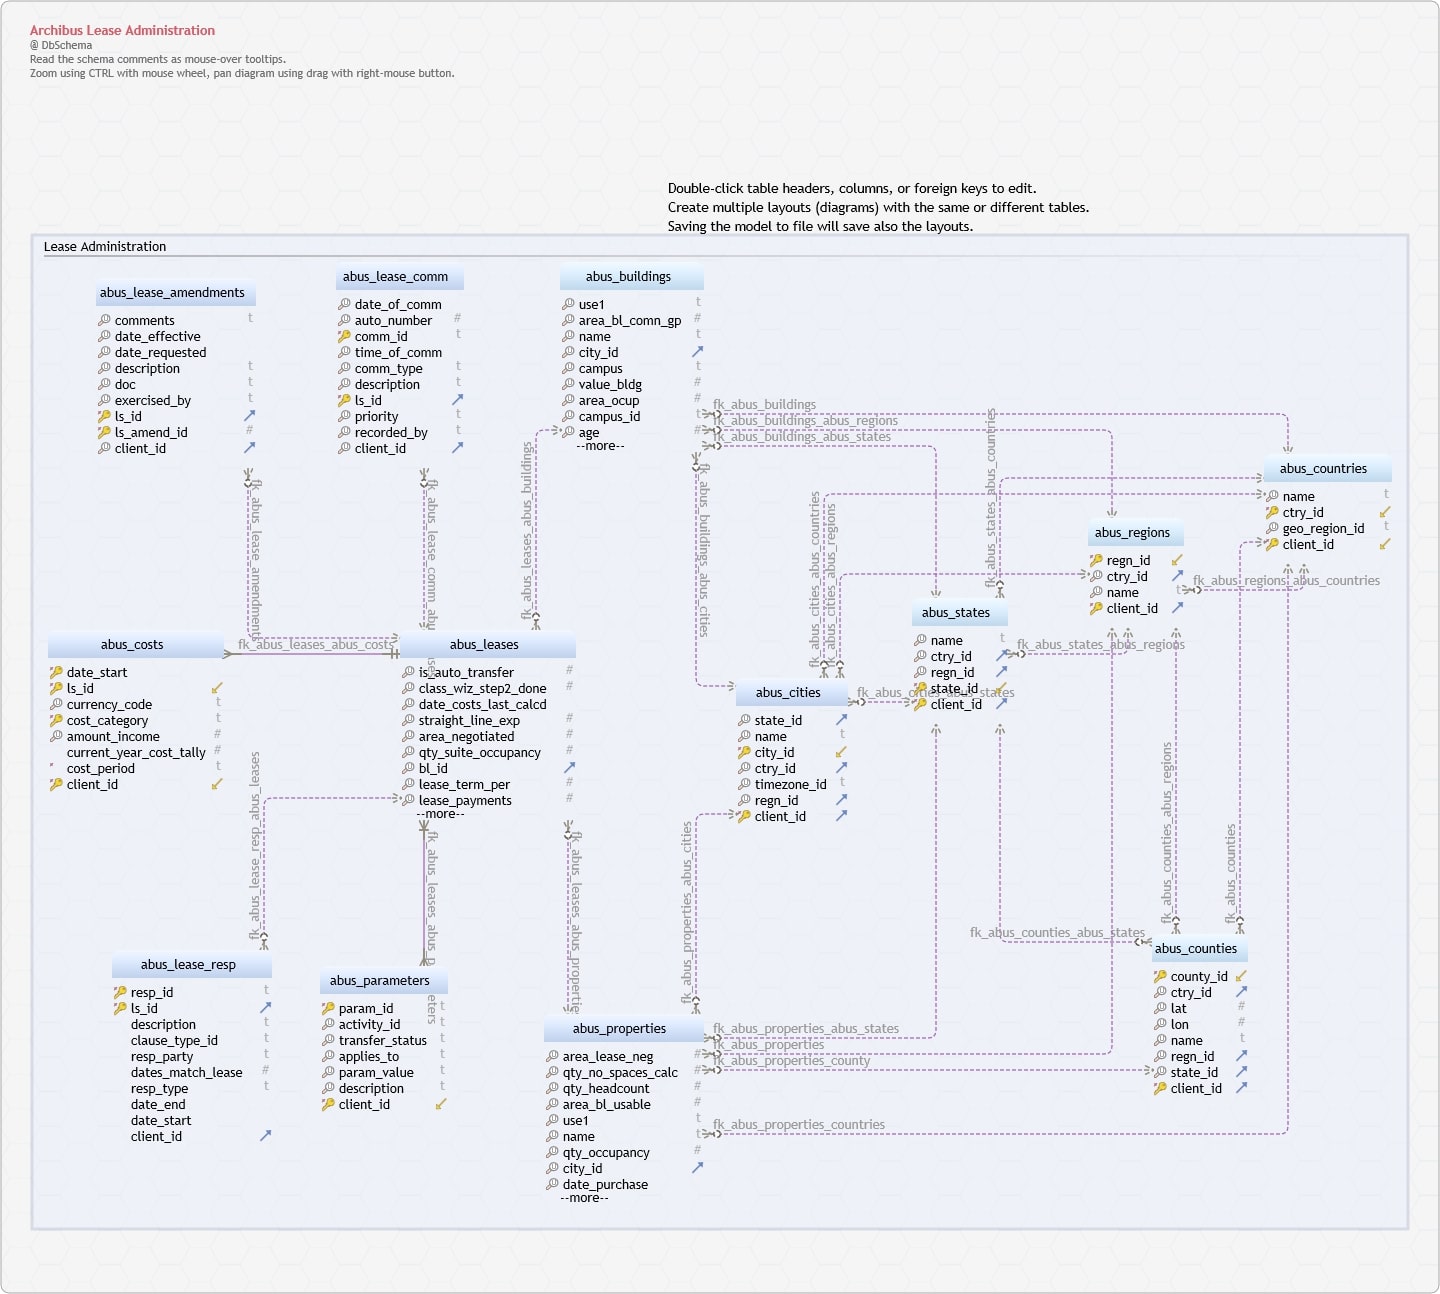 Archibus Lease Administration
@ DbSchema
Read the schema comments as mouse-over tooltips.
Zoom using CTRL with mouse wheel, pan diagram using drag with right-mouse button.
Double-click table headers, columns, or foreign keys to edit.
Create multiple layouts (diagrams) with the same or different tables.
Saving the model to file will save also the layouts.
Lease Administration
abus_lease_amendments
comments t
date_effective
date_requested
description t
doc t
exercised_by t
ls_id
ls_amend_id #
client_id
abus_lease_comm
date_of_comm
auto_number #
comm_id t
time_of_comm
comm_type t
description t
ls_id
priority t
recorded_by t
client_id
abus_buildings
use1 t
area_bl_comn_gp #
name t
city_id
campus t
value_bldg #
area_ocup #
campus_id t
age #
--more--
fk_abus_buildings
fk_abus_buildings_abus_regions
fk_abus_buildings_abus_states
abus_countries
name t
ctry_id
geo_region_id t
client_id
abus_regions
regn_id
ctry_id
name t
client_id
fk_abus_regions_abus_countries
abus_states
name t
ctry_id
regn_id
state_id
client_id
fk_abus_states_abus_regions
fk_abus_states_abus_countries
fk_abus_cities_abus_countries
fk_abus_cities_abus_regions
fk_abus_buildings_abus_cities
fk_abus_leases_abus_buildings
fk_abus_lease_amendments
fk_abus_lease_comm_abu
ses
abus_costs
date_start
ls_id
currency_code t
cost_category t
amount_income #
current_year_cost_tally #
cost_period t
client_id
fk_abus_leases_abus_costs
abus_leases
is_auto_transfer #
class_wiz_step2_done #
date_costs_last_calcd
straight_line_exp #
area_negotiated #
qty_suite_occupancy #
bl_id
lease_term_per #
lease_payments #
--more--
abus_cities
state_id
name t
city_id
ctry_id
timezone_id t
regn_id
client_id
fk_abus_cities_abus_states
fk_abus_lease_resp_abus_leases
fk_abus_leases_abus_p
eters
fk_abus_leases_abus_propertie
fk_abus_properties_abus_cities
fk_abus_counties_abus_regions
fk_abus_counties
fk_abus_counties_abus_states
abus_counties
county_id
ctry_id
lat #
lon #
name t
regn_id
state_id
client_id
abus_lease_resp
resp_id t
ls_id
description t
clause_type_id t
resp_party t
dates_match_lease #
resp_type t
date_end
date_start
client_id
abus_parameters
param_id t
activity_id t
transfer_status t
applies_to t
param_value t
description t
client_id
abus_properties
area_lease_neg #
qty_no_spaces_calc #
qty_headcount #
area_bl_usable #
use1 t
name t
qty_occupancy #
city_id
date_purchase
--more--
fk_abus_properties_abus_states
fk_abus_properties
fk_abus_properties_county
fk_abus_properties_countries